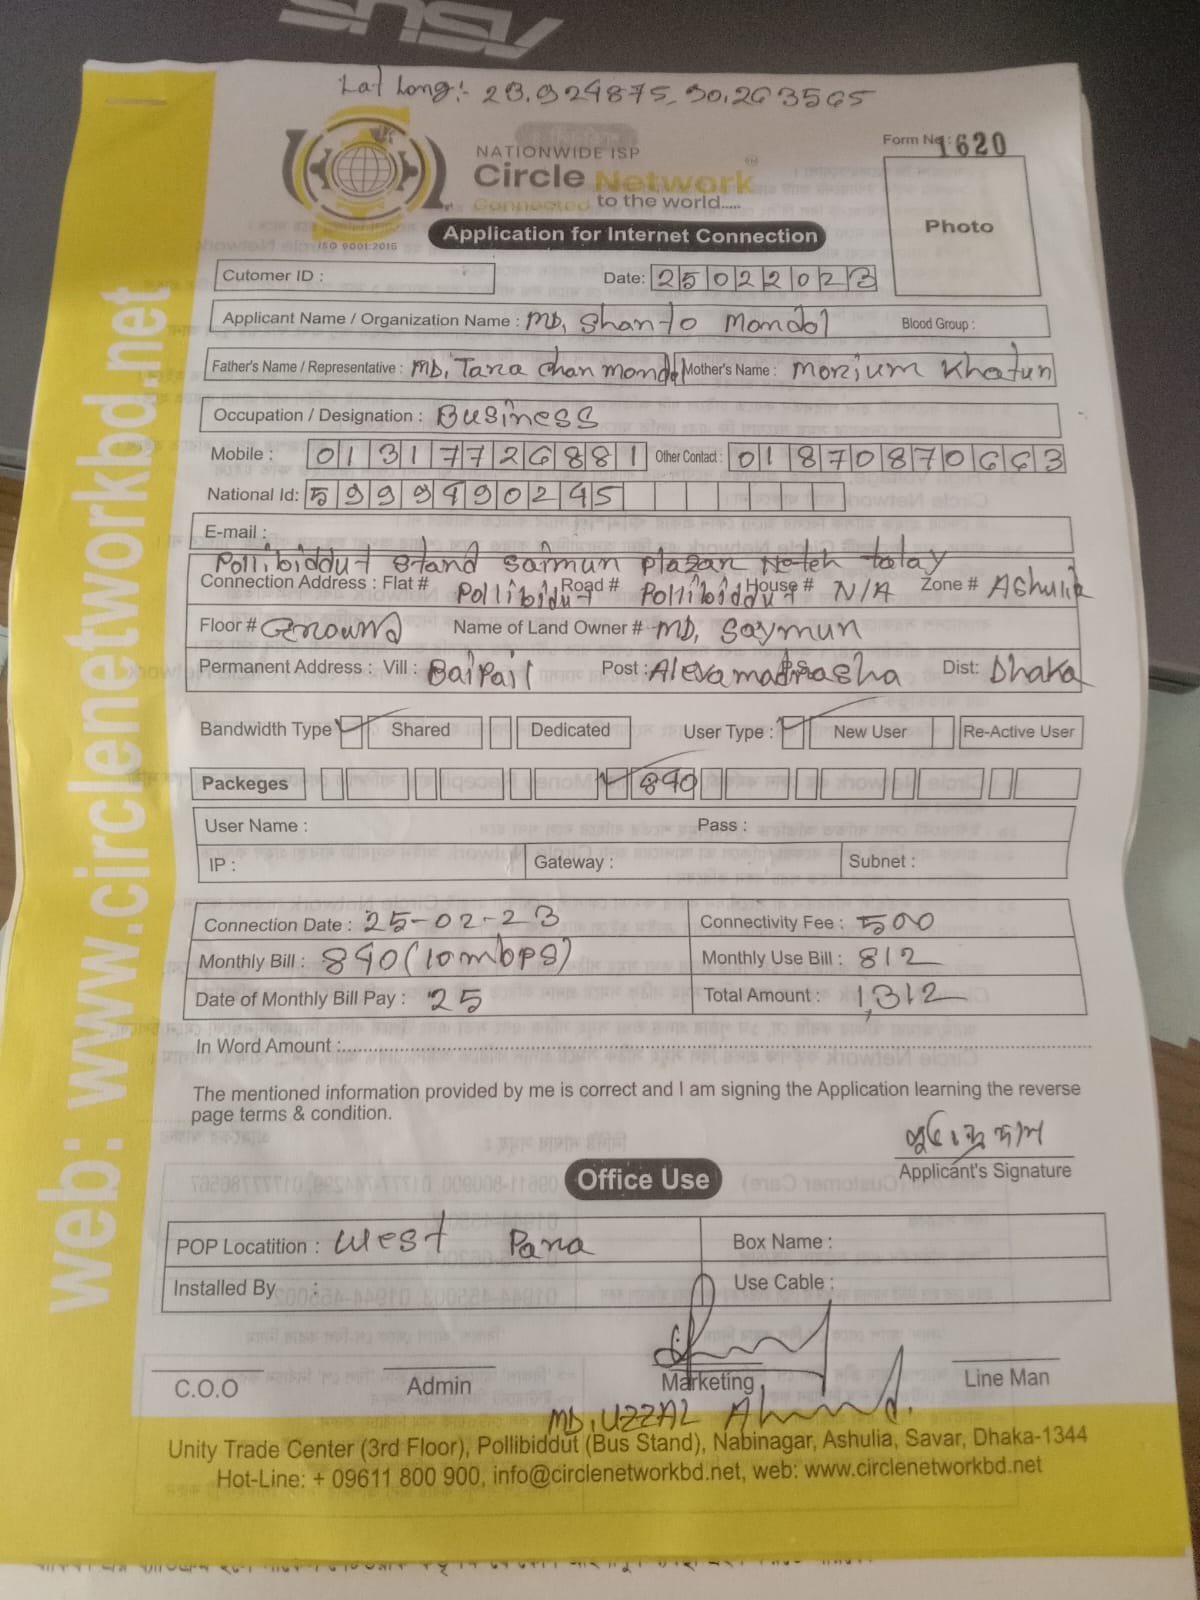 ASUS
Lat Long:- 23.924875, 90.263565
NATIONWIDE ISP
Circle Network
Connected to the world.....
ISO 9001:2015
Form No : 1620
Photo
Application for Internet Connection
Cutomer ID :
Date: 25022023
Applicant Name / Organization Name : MD, Shanto Mondol
Blood Group :
Father's Name / Representative : MD, Tara chan mondol
Mother's Name : Morjium Khatun
Occupation / Designation : Business
Mobile : 01317726881
Other Contact : 01870870663
National Id: 5999490245
E-mail :
Pollibiddut Stand Saimun Plazar
Connection Address : Flat # Pollibidut Road # Pollibiddut House # N/A Zone # Ashulia
Floor # Ground Name of Land Owner # MD, Saymun
Permanent Address : Vill : Baipail Post : Dist: Dhaka
Bandwidth Type Shared Dedicated User Type : New User Re-Active User
Packeges 840
User Name : Pass :
IP : Gateway : Subnet :
Connection Date : 25-02-23 Connectivity Fee : 500
Monthly Bill : 840 (10mbps) Monthly Use Bill : 812
Date of Monthly Bill Pay : 25 Total Amount : 1,312
In Word Amount :
The mentioned information provided by me is correct and I am signing the Application learning the reverse
page terms & condition.
Applicant's Signature
Office Use
POP Locatition : West Para Box Name :
Installed By : Use Cable :
C.O.O Admin Marketing Line Man
MD, UZZAL Ahmed.
Unity Trade Center (3rd Floor), Pollibiddut (Bus Stand), Nabinagar, Ashulia, Savar, Dhaka-1344
Hot-Line: + 09611 800 900, info@circlenetworkbd.net, web: www.circlenetworkbd.net
web: www.circlenetworkbd.net